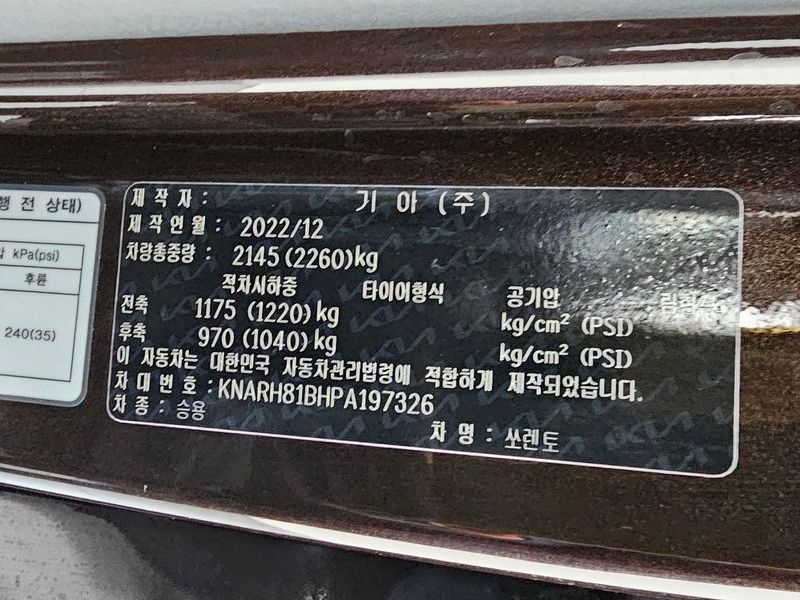 행 전 상태)
압 kPa(psi)
후륜
240(35)
제 작 자 : 기 아 (주)
제 작 연 월 : 2022/12
차량총중량 : 2145 (2260)kg
적차시하중 타이어형식 공기압 림형식
전축 1175 (1220) kg kg/cm² (PSI)
후축 970 (1040) kg kg/cm² (PSI)
이 자동차는 대한민국 자동차관리법령에 적합하게 제작되었습니다.
차 대 번 호 : KNARH81BHPA197326
차 종 : 승용
차 명 : 쏘렌토